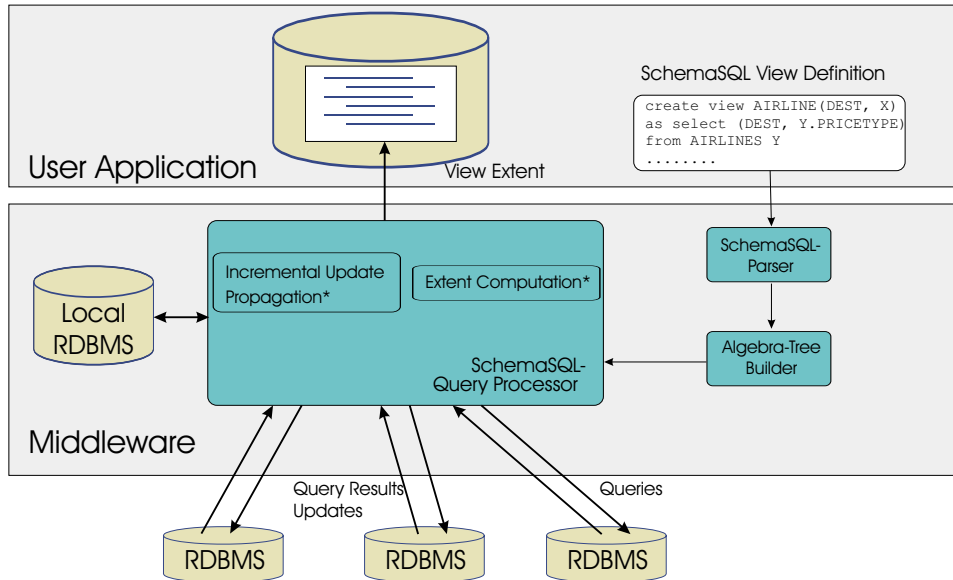 SchemaSQL View Definition
create view AIRLINE(DEST, X)
as select (DEST, Y.PRICETYPE)
from AIRLINES Y
........
User Application
View Extent
SchemaSQL-
Parser
Incremental Update
Propagation*
Extent Computation*
Local
RDBMS
Algebra-Tree
Builder
SchemaSQL-
Query Processor
Middleware
Query Results
Updates
Queries
RDBMS
RDBMS
RDBMS